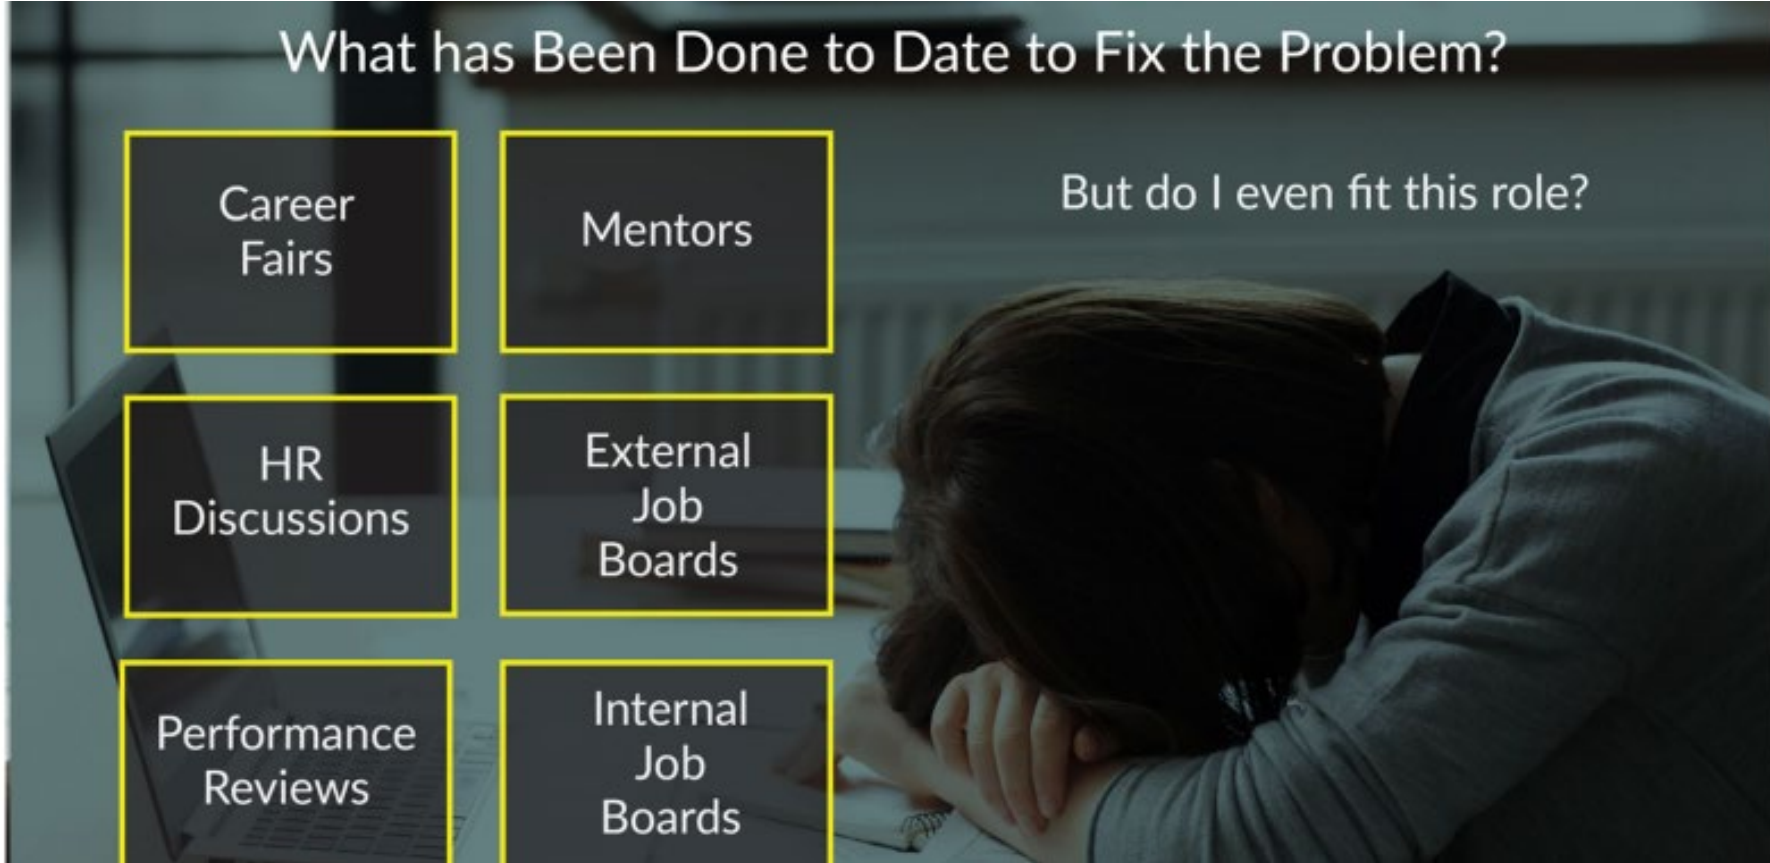 What has Been Done to Date to Fix the Problem?
Career
Fairs
Mentors
But do I even fit this role?
HR
Discussions
External
Job
Boards
Performance
Reviews
Internal
Job
Boards